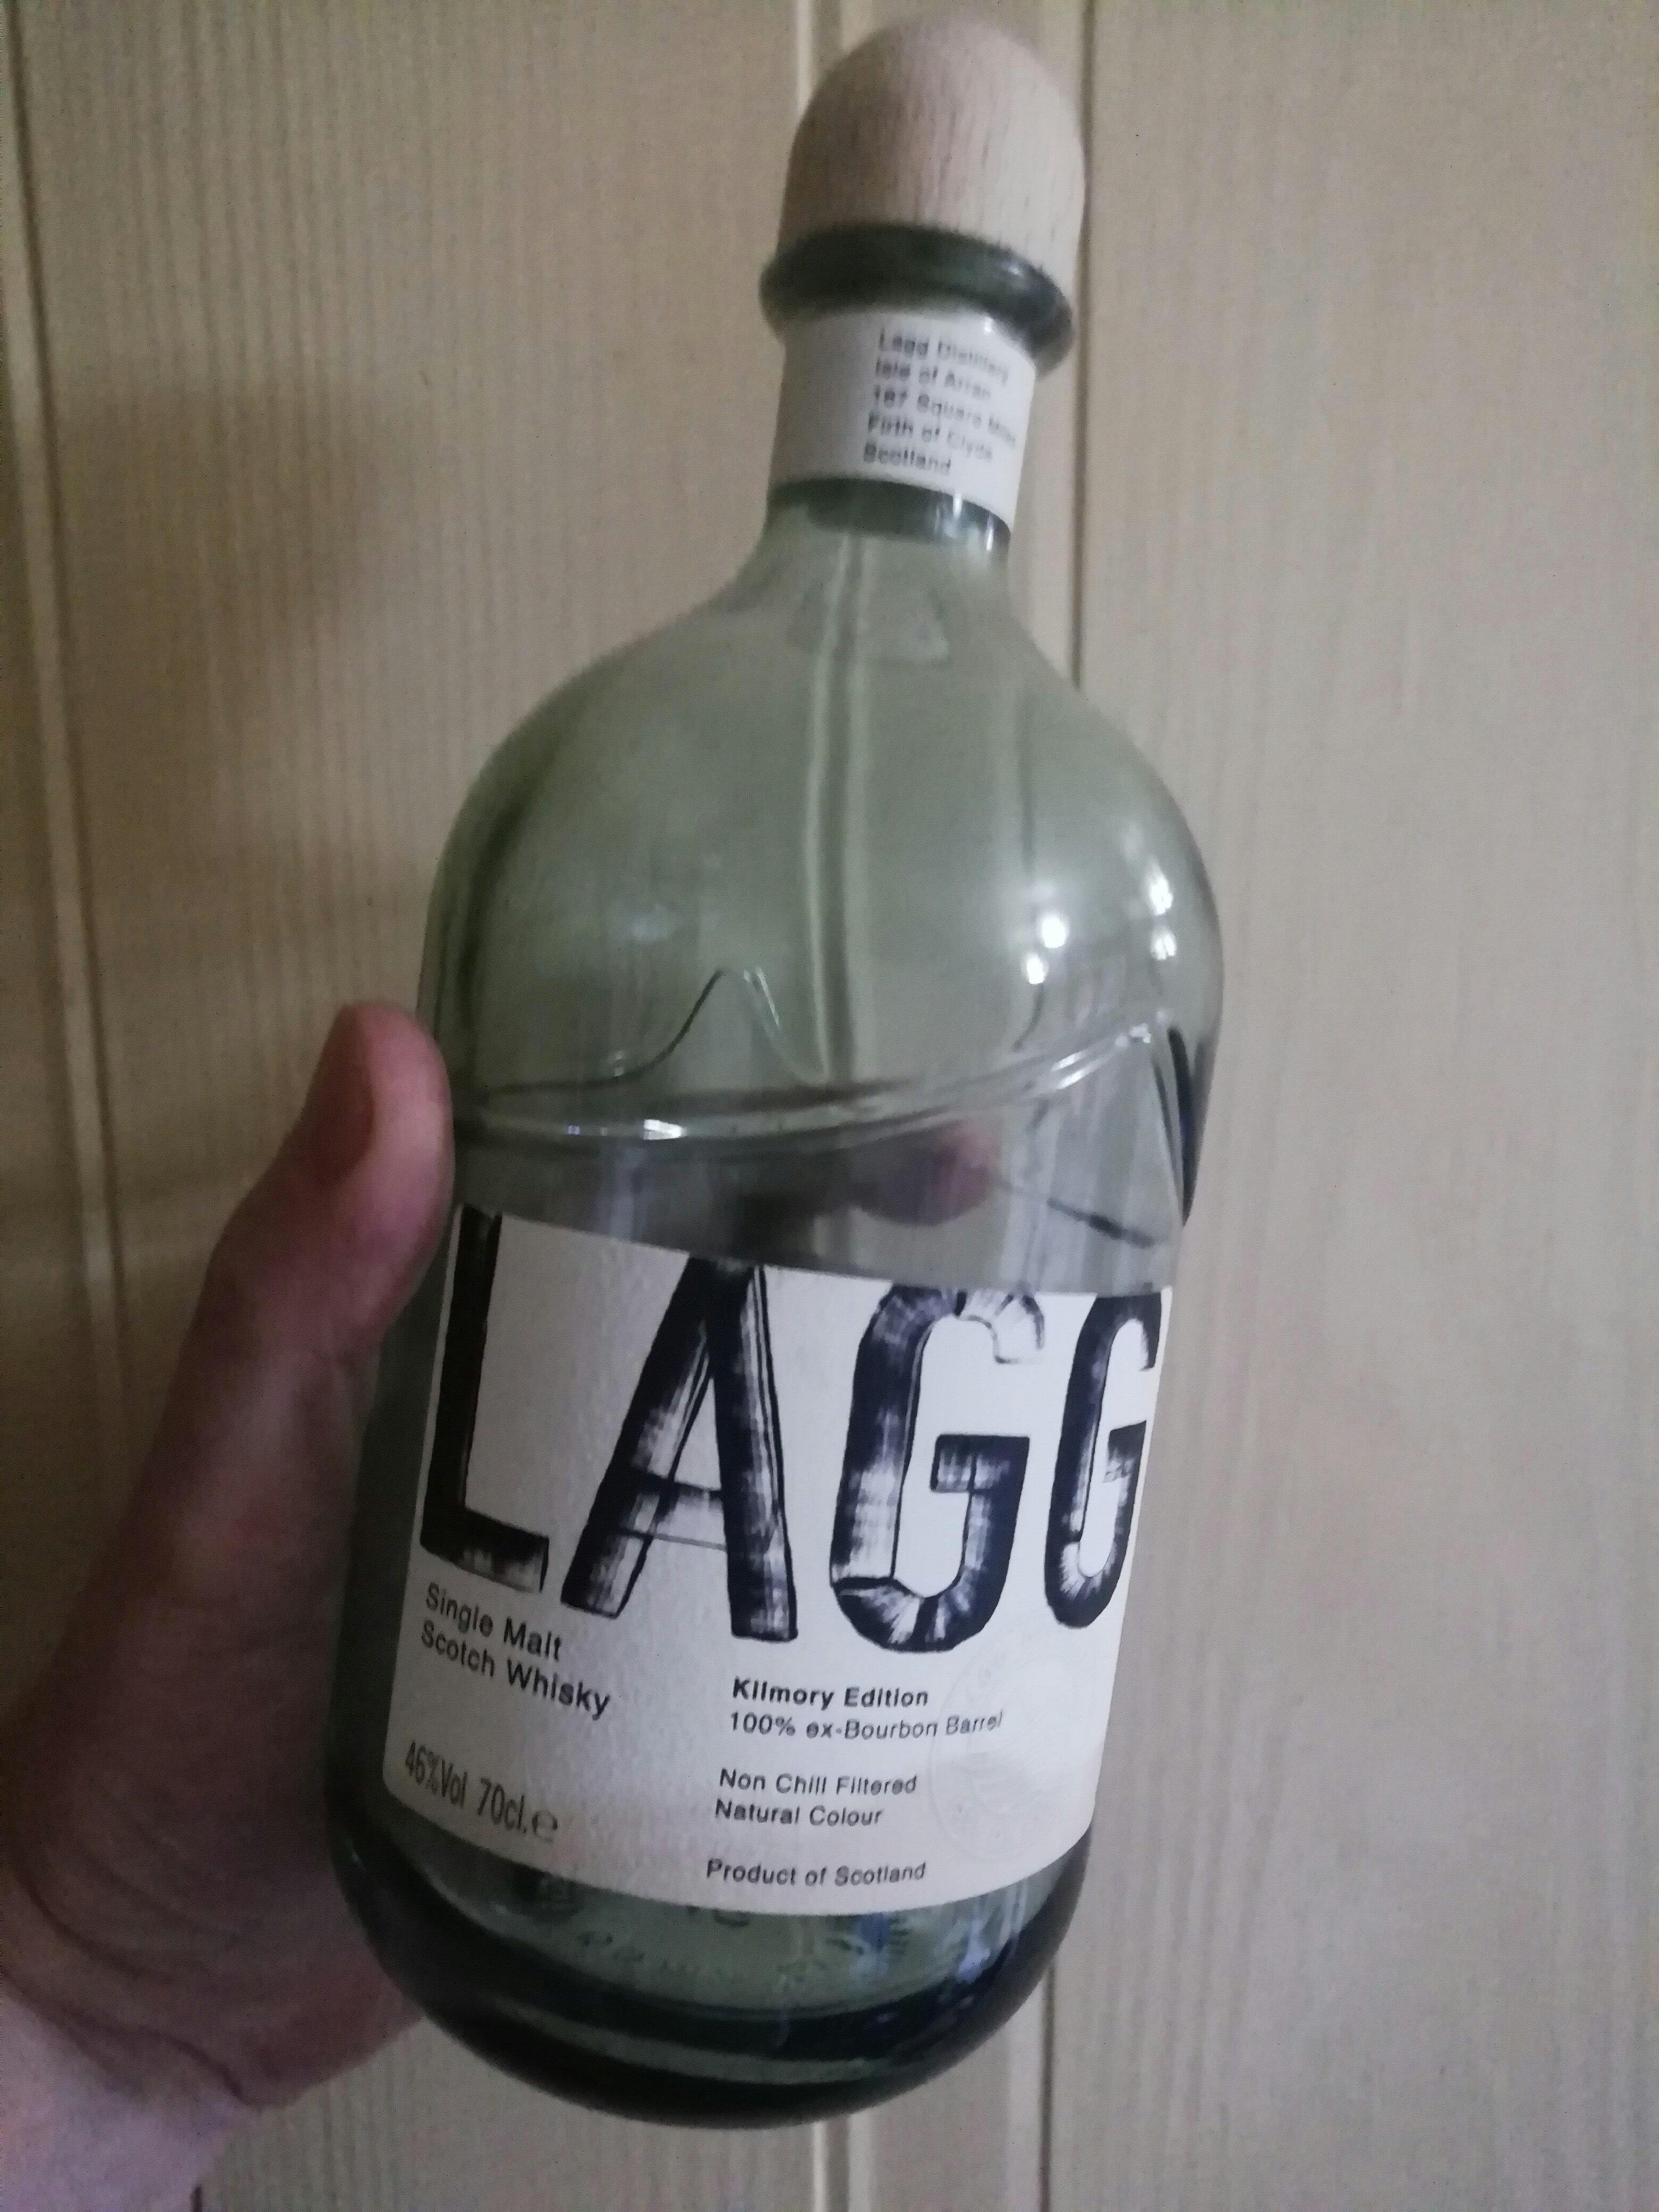 Lagg Distillery
Isle of Arran
167 Square Miles
Firth of Clyde
Scotland
LAGG
Single Malt
Scotch Whisky
Kilmory Edition
100% ex-Bourbon Barrel
46%Vol 70cl.e
Non Chill Filtered
Natural Colour
Product of Scotland